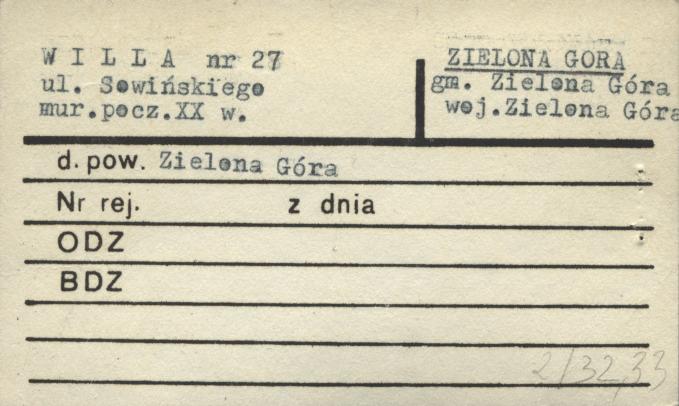 W I L L A nr 27
ul. Sowińskiego
mur.pocz.XX w.
ZIELONA GORA
gm. Zielona Góra
woj.Zielona Góra
d. pow. Zielona Góra
Nr rej. z dnia
ODZ
BDZ
2/32,33